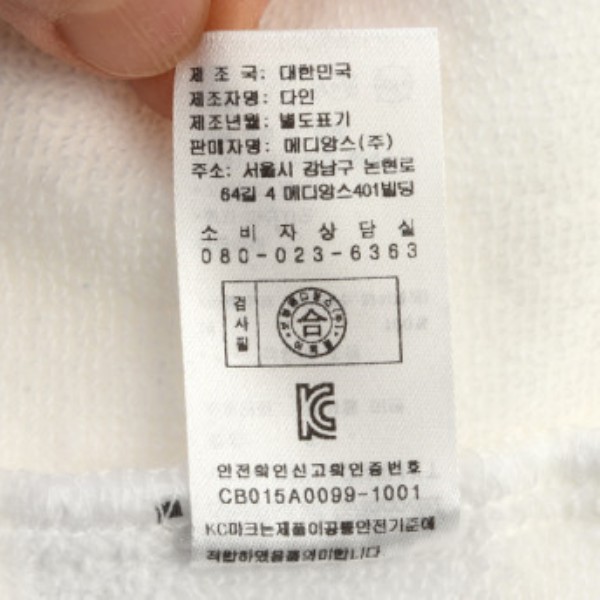 제 조 국: 대한민국
제조자명: 다인
제조년월: 별도표기
판매자명: 메디앙스(주)
주소: 서울시 강남구 논현로
64길 4 메디앙스401빌딩
소 비 자 상 담 실
080-023-6363
검사필
合
안전확인신고확인증번호
CB015A0099-1001
KC마크는제품이공통안전기준에
적합하였음을의미합니다